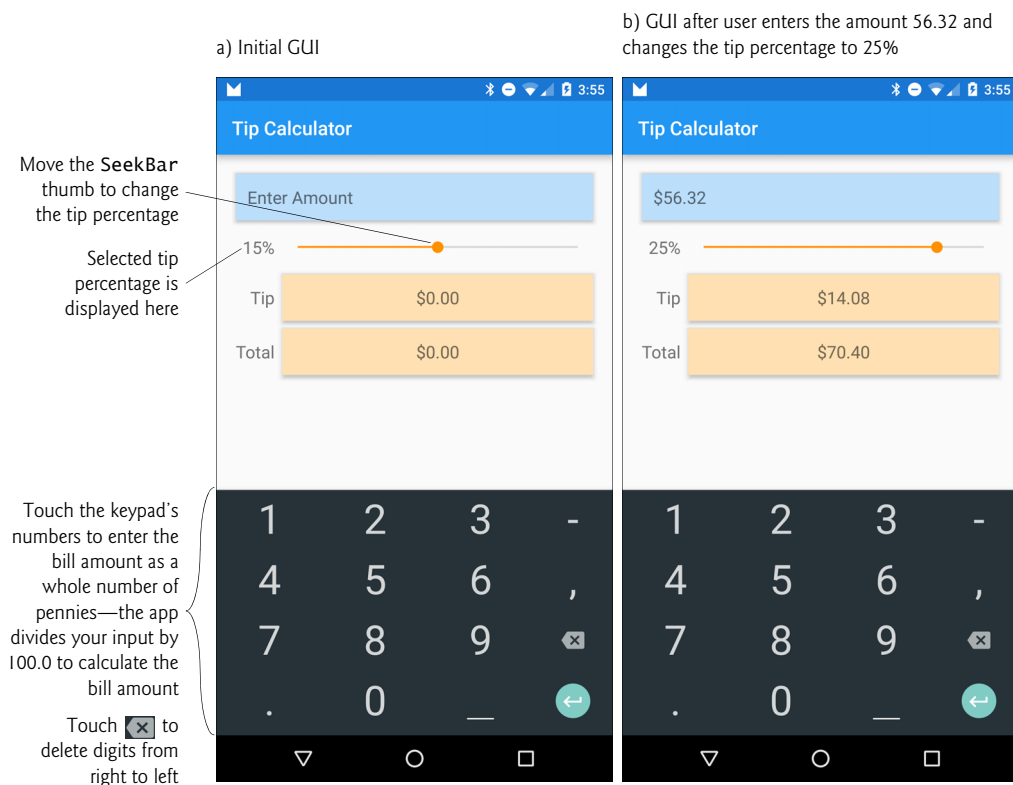 a) Initial GUI
b) GUI after user enters the amount 56.32 and
changes the tip percentage to 25%
Move the SeekBar
thumb to change
the tip percentage
Selected tip
percentage is
displayed here
Touch the keypad's
numbers to enter the
bill amount as a
whole number of
pennies—the app
divides your input by
100.0 to calculate the
bill amount
Touch to
delete digits from
right to left
3:55
Tip Calculator
Enter Amount
15%
Tip $0.00
Total $0.00
1 2 3 -
4 5 6 ,
7 8 9
. 0 _
3:55
Tip Calculator
$56.32
25%
Tip $14.08
Total $70.40
1 2 3 -
4 5 6 ,
7 8 9
. 0 _